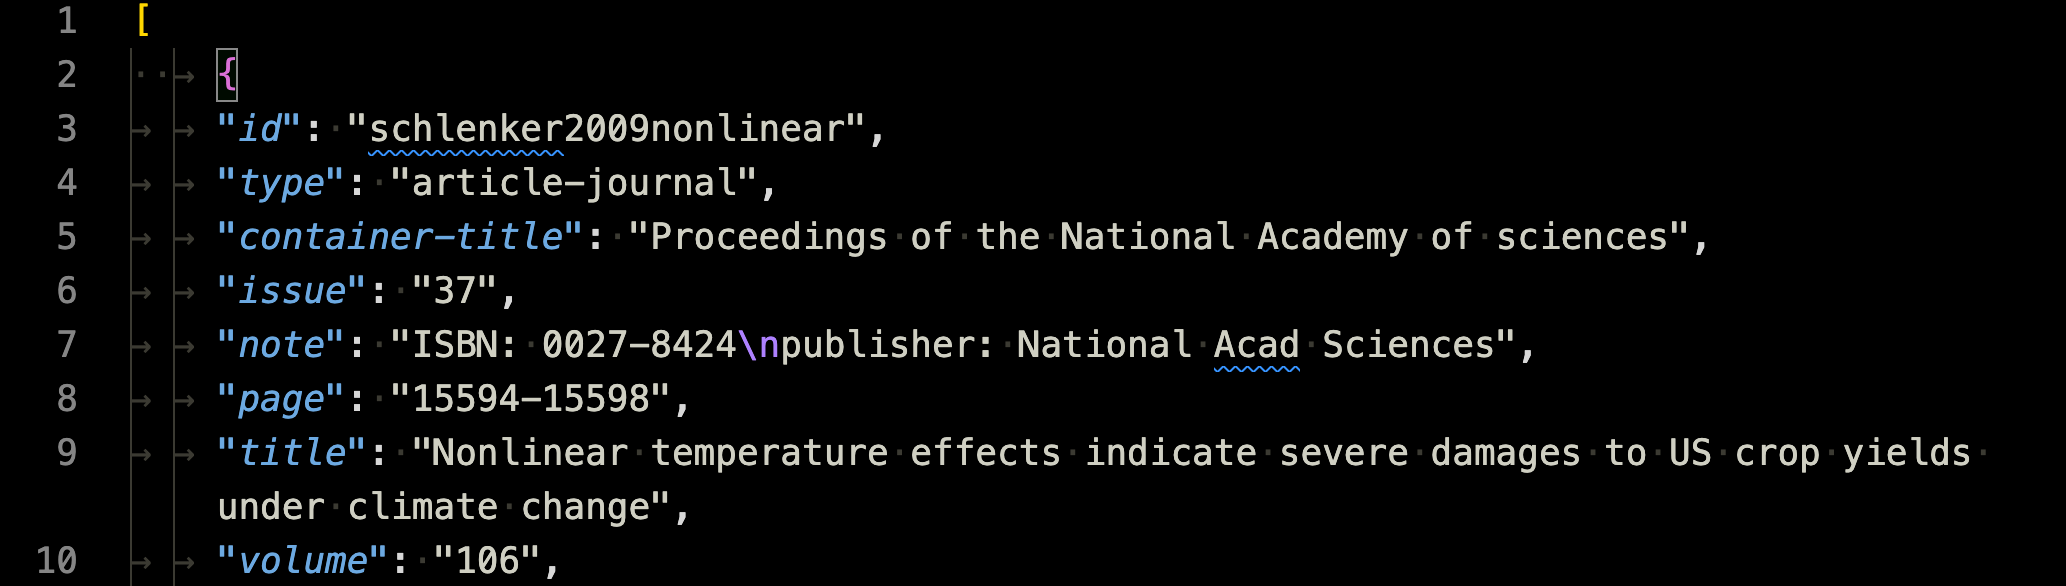 1 [
2 {
3 "id": "schlenker2009nonlinear",
4 "type": "article-journal",
5 "container-title": "Proceedings of the National Academy of sciences",
6 "issue": "37",
7 "note": "ISBN: 0027-8424\npublisher: National Acad Sciences",
8 "page": "15594-15598",
9 "title": "Nonlinear temperature effects indicate severe damages to US crop yields
under climate change",
10 "volume": "106",